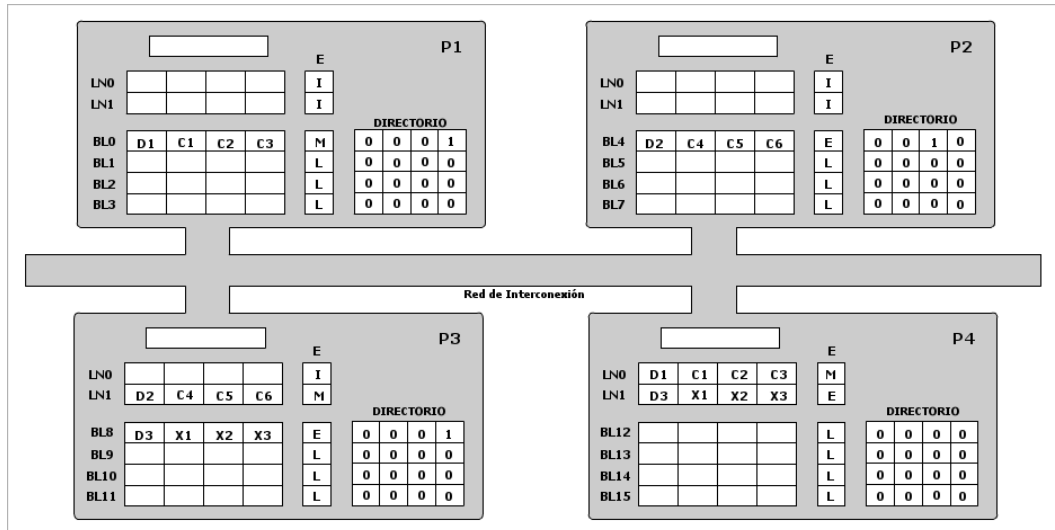 P1
E
LN0 I
LN1 I
DIRECTORIO
BL0 D1 C1 C2 C3 M 0 0 0 1
BL1 L 0 0 0 0
BL2 L 0 0 0 0
BL3 L 0 0 0 0
P2
E
LN0 I
LN1 I
DIRECTORIO
BL4 D2 C4 C5 C6 E 0 0 1 0
BL5 L 0 0 0 0
BL6 L 0 0 0 0
BL7 L 0 0 0 0
Red de Interconexión
P3
E
LN0 I
LN1 D2 C4 C5 C6 M
DIRECTORIO
BL8 D3 X1 X2 X3 E 0 0 0 1
BL9 L 0 0 0 0
BL10 L 0 0 0 0
BL11 L 0 0 0 0
P4
E
LN0 D1 C1 C2 C3 M
LN1 D3 X1 X2 X3 E
DIRECTORIO
BL12 L 0 0 0 0
BL13 L 0 0 0 0
BL14 L 0 0 0 0
BL15 L 0 0 0 0